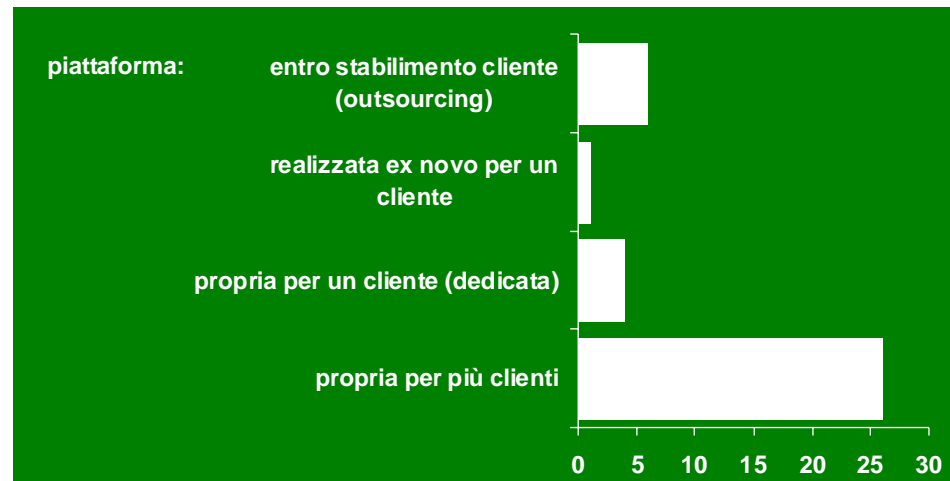 piattaforma:
entro stabilimento cliente
(outsourcing)
realizzata ex novo per un
cliente
propria per un cliente (dedicata)
propria per più clienti
0 5 10 15 20 25 30